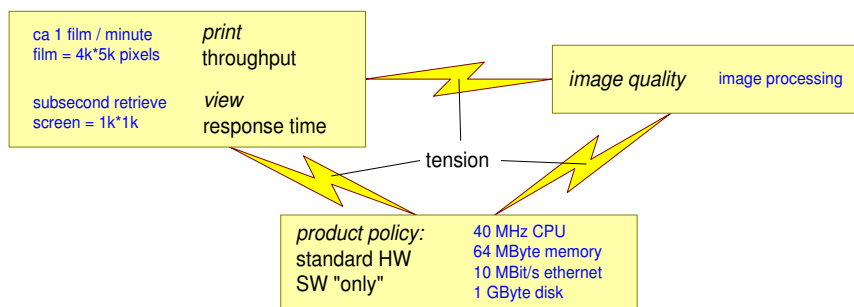 ca 1 film / minute
film = 4k*5k pixels
print
throughput
subsecond retrieve
screen = 1k*1k
view
response time
image quality
image processing
tension
product policy:
standard HW
SW "only"
40 MHz CPU
64 MByte memory
10 MBit/s ethernet
1 GByte disk